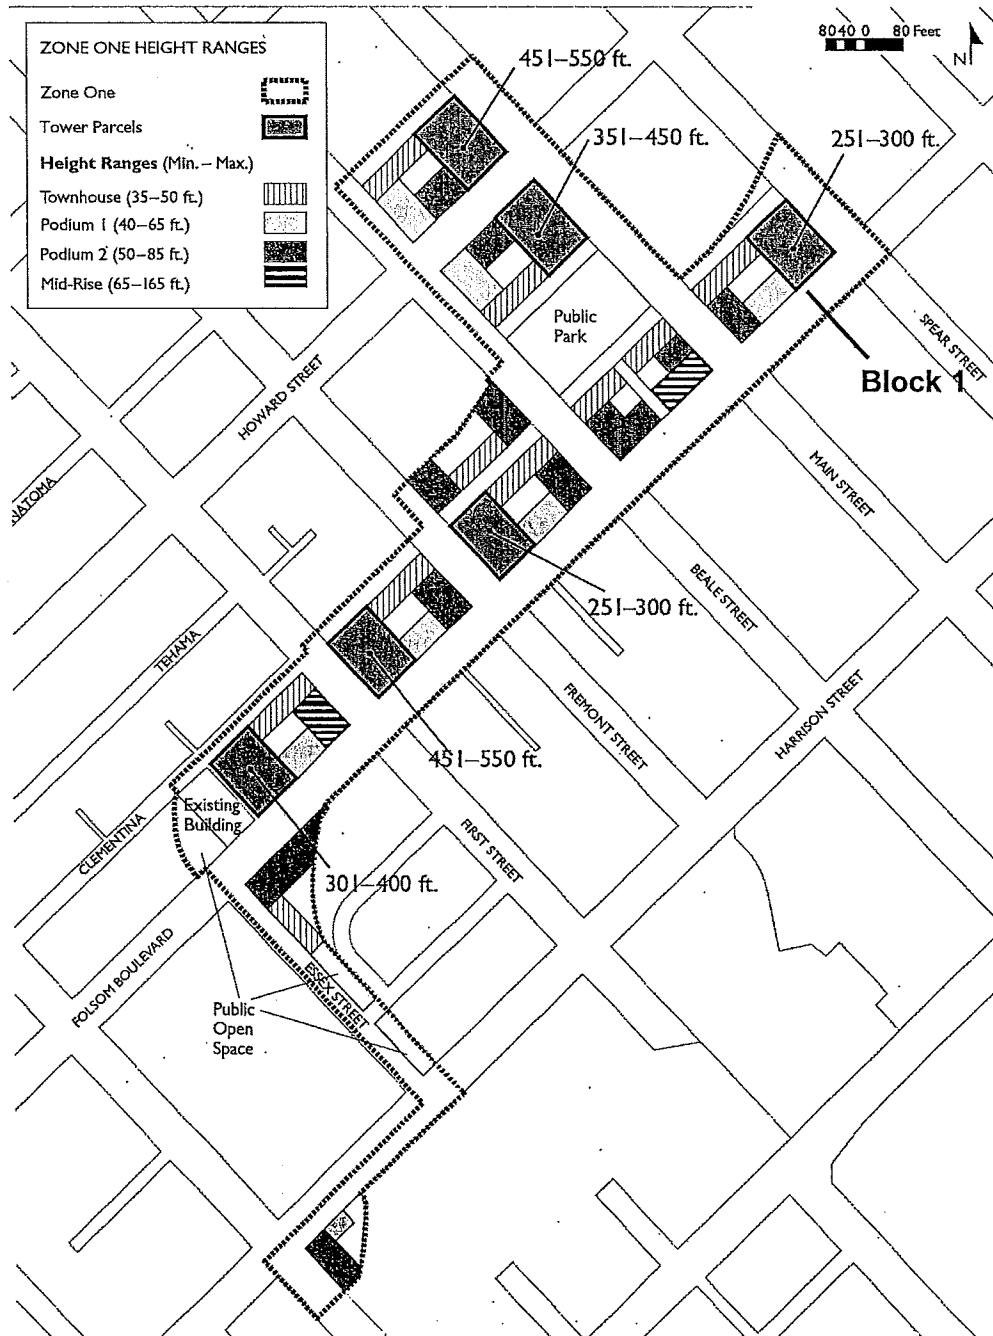 ZONE ONE HEIGHT RANGES
Zone One
Tower Parcels
Height Ranges (Min. – Max.)
Townhouse (35–50 ft.)
Podium 1 (40–65 ft.)
Podium 2 (50–85 ft.)
Mid-Rise (65–165 ft.)
8040 0 80 Feet
N
451–550 ft.
351–450 ft.
251–300 ft.
Public
Park
SPEAR STREET
Block 1
HOWARD STREET
MAIN STREET
NATOMA
BEALE STREET
251–300 ft.
TEHAMA
FREMONT STREET
HARRISON STREET
451–550 ft.
Existing
Building
CLEMENTINA
FIRST STREET
301–400 ft.
FOLSOM BOULEVARD
ESSEX STREET
Public
Open
Space